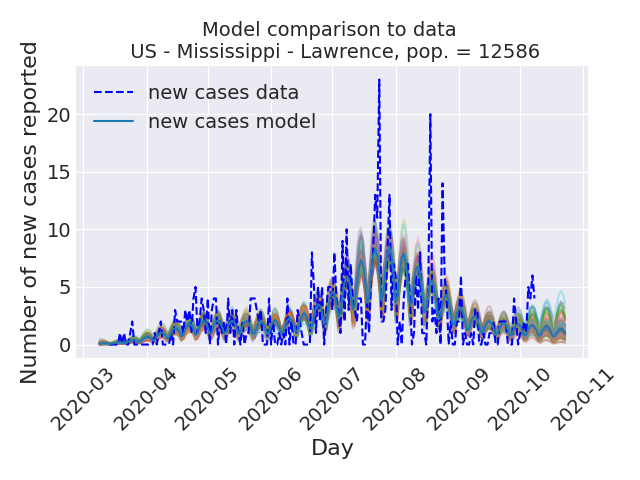 Model comparison to data
US - Mississippi - Lawrence, pop. = 12586
Number of new cases reported
new cases data
new cases model
20
15
10
5
0
2020-03
2020-04
2020-05
2020-06
2020-07
2020-08
2020-09
2020-10
2020-11
Day